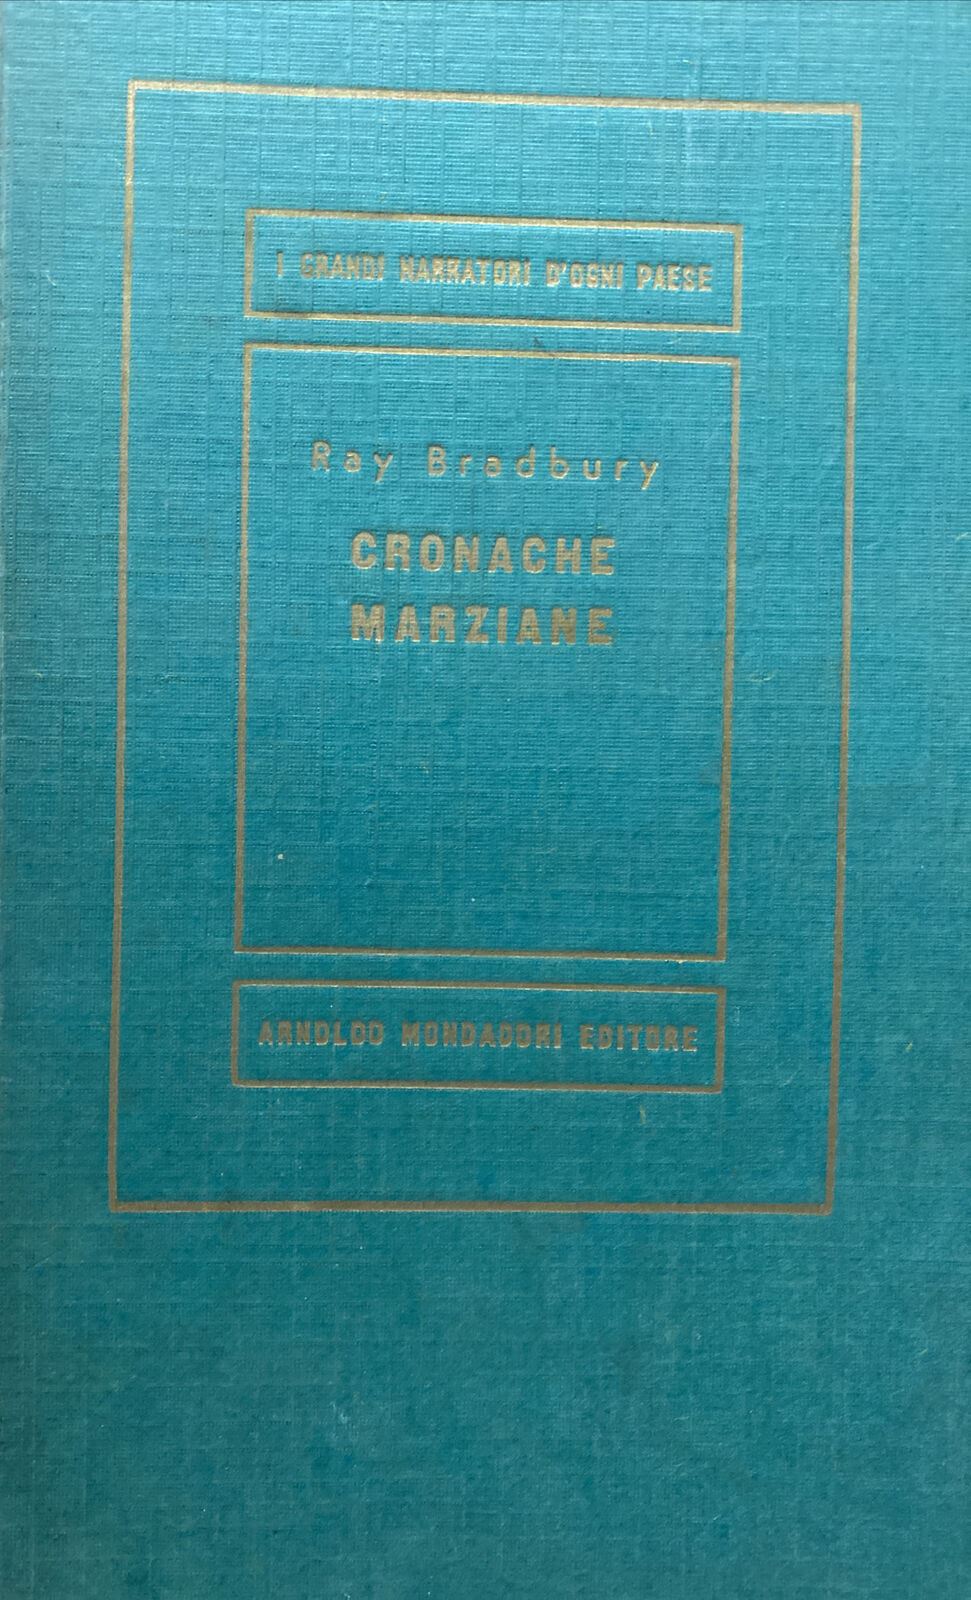 I GRANDI NARRATORI D'OGNI PAESE
Ray Bradbury
CRONACHE
MARZIANE
ARNOLDO MONDADORI EDITORE